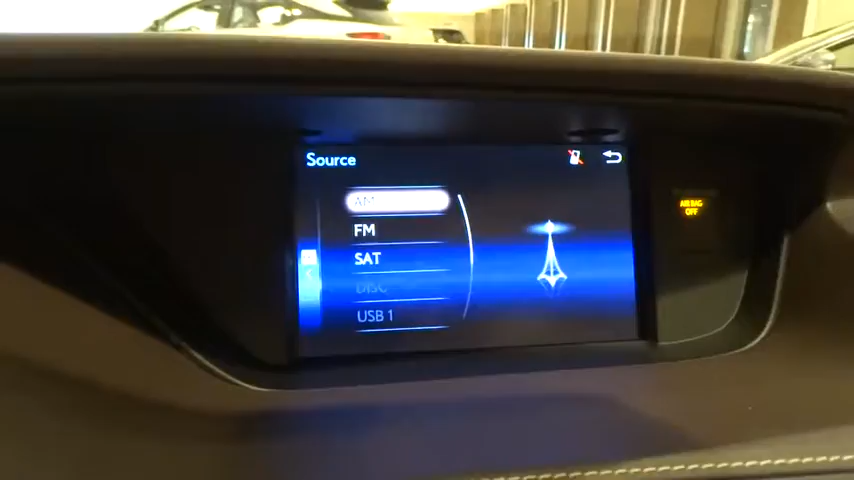 Source
AM
FM
SAT
DISC
USB 1
AIR BAG
OFF